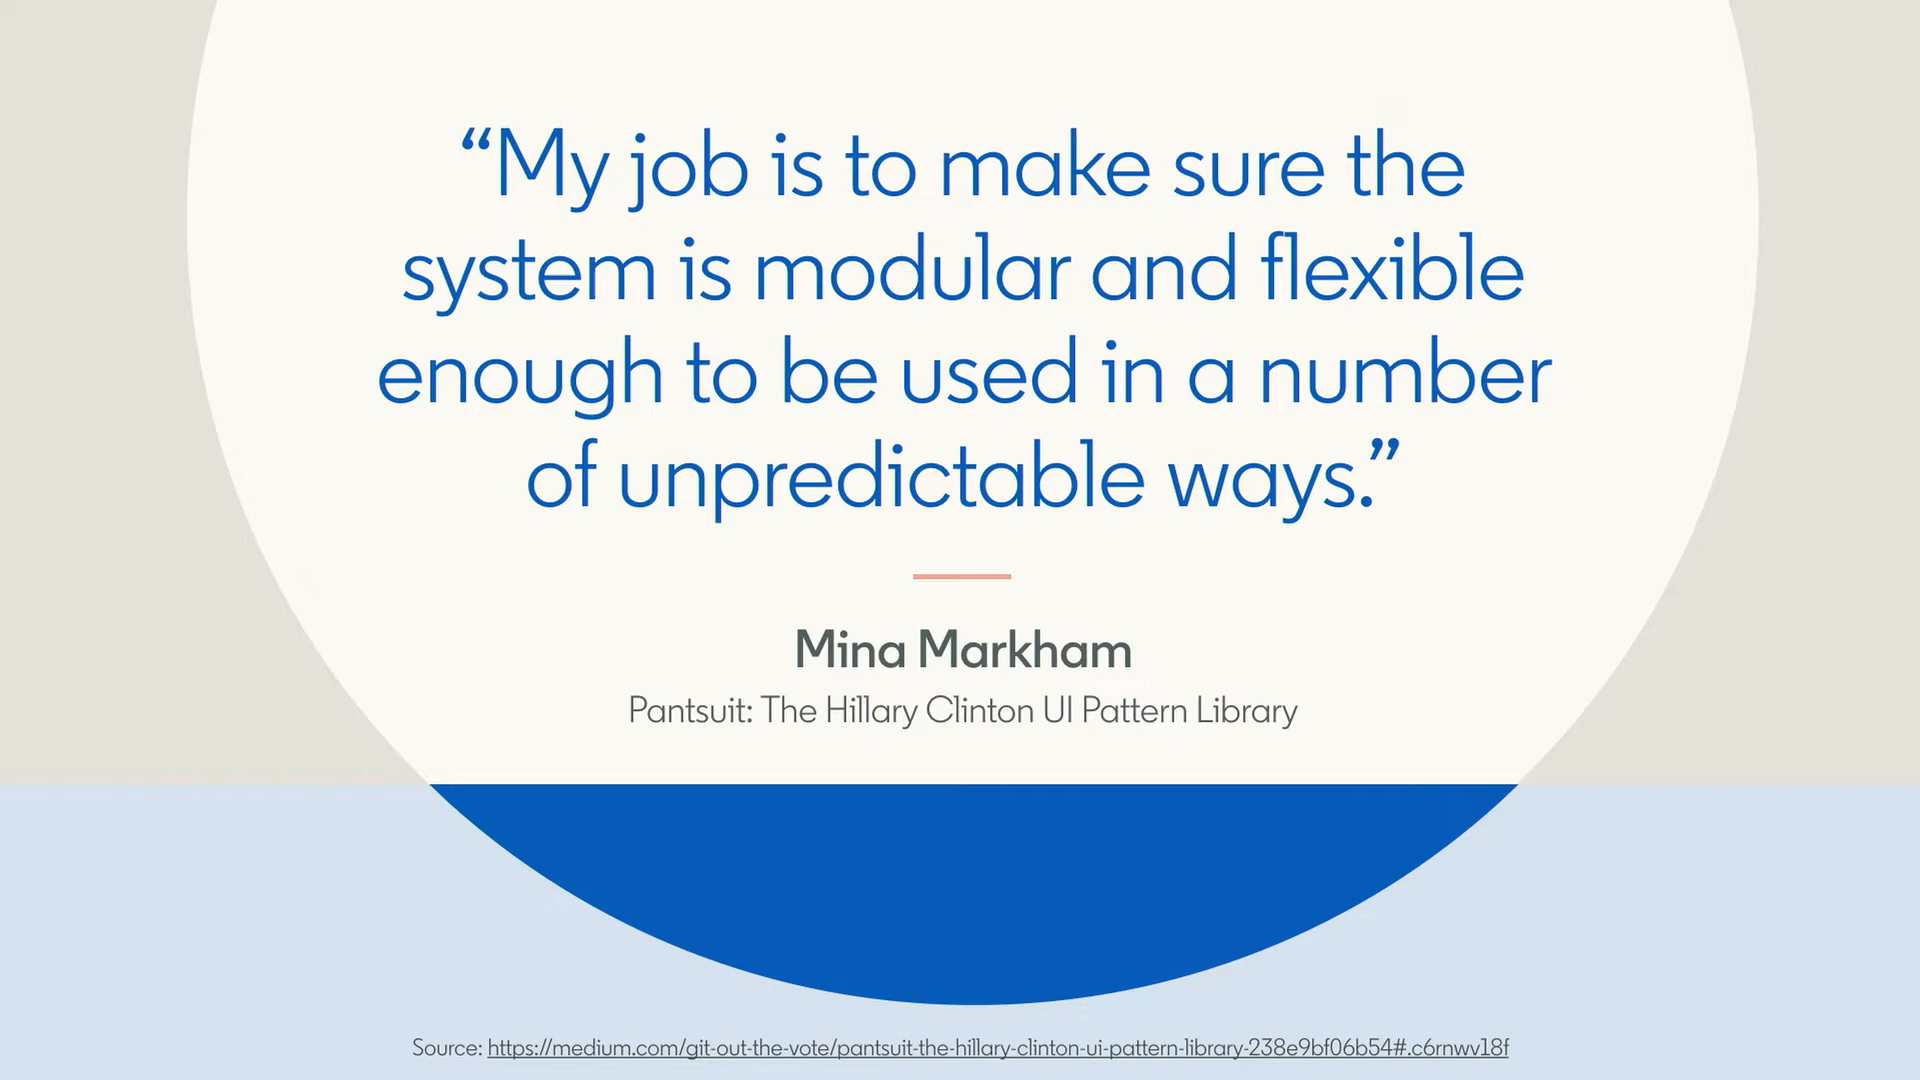 “My job is to make sure the
system is modular and flexible
enough to be used in a number
of unpredictable ways.”
Mina Markham
Pantsuit: The Hillary Clinton UI Pattern Library
Source: https://medium.com/git-out-the-vote/pantsuit-the-hillary-clinton-ui-pattern-library-238e9bf06b54#.c6rnwv18f